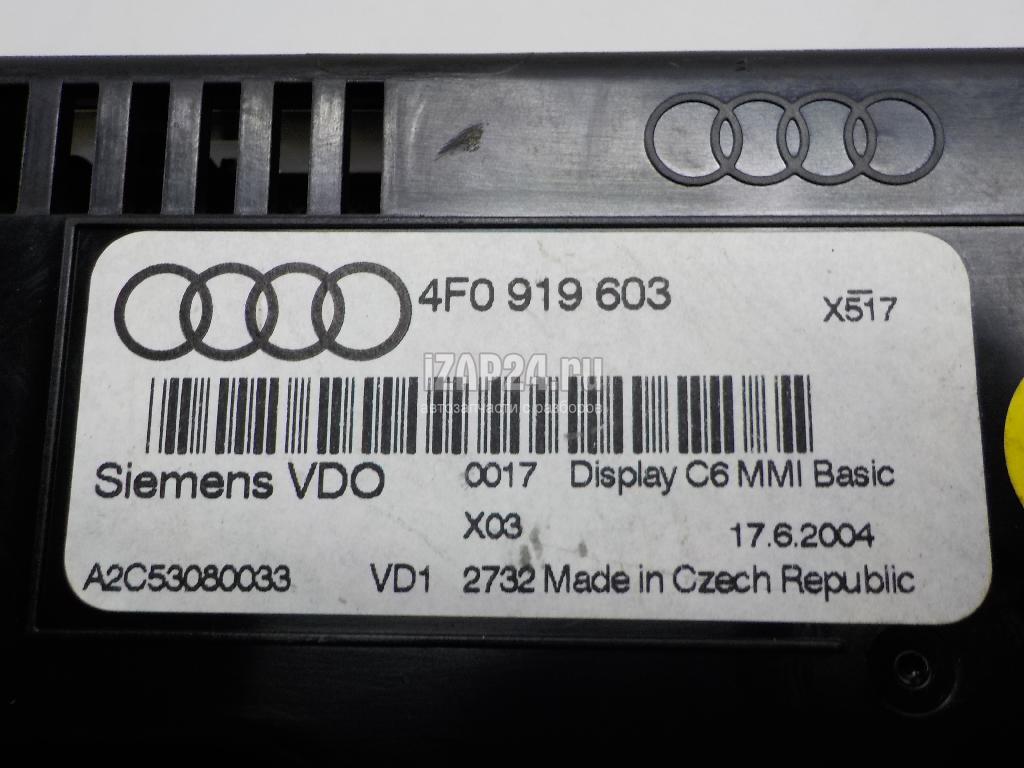 4F0 919 603
X517
iZAP24.ru
автозапчасти с разборов
Siemens VDO 0017 Display C6 MMI Basic
X03 17.6.2004
A2C53080033 VD1 2732 Made in Czech Republic